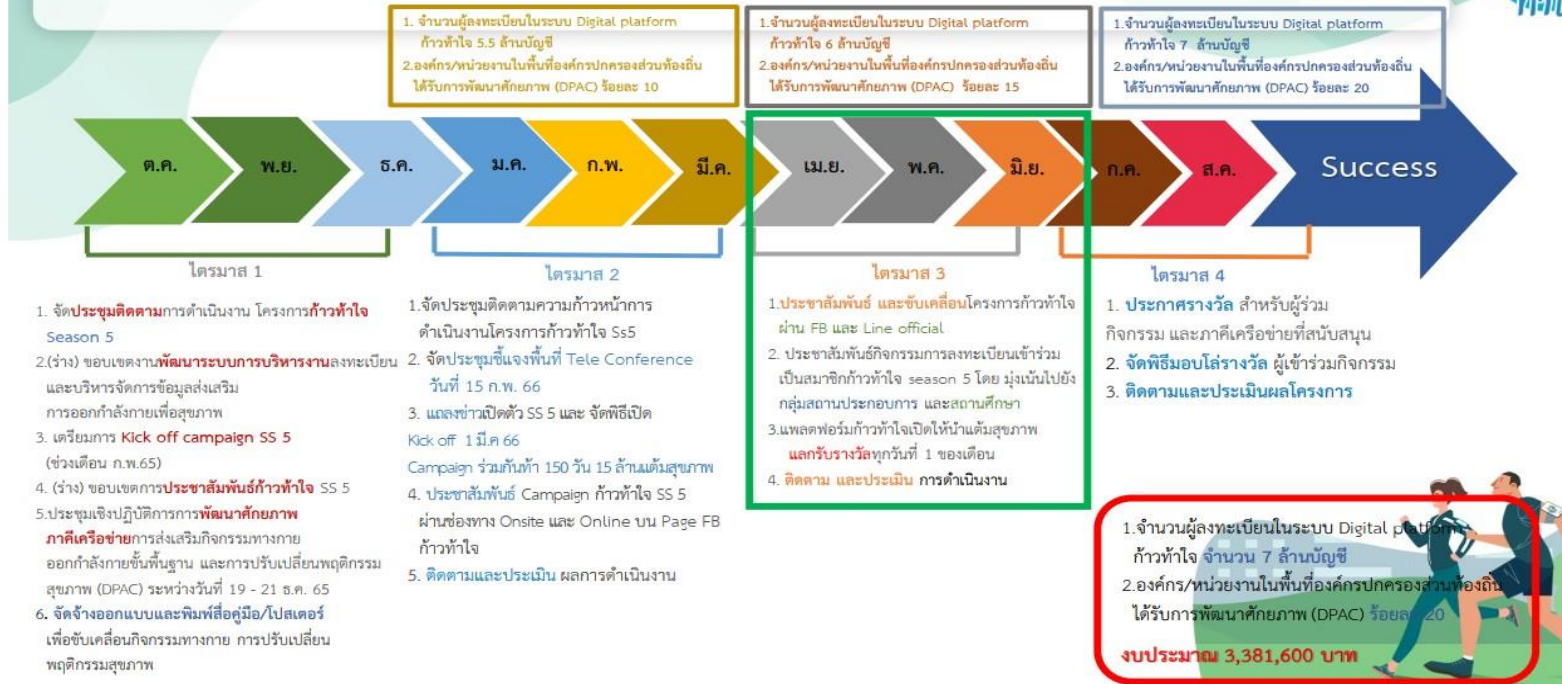 1. จำนวนผู้ลงทะเบียนในระบบ Digital platform
ก้าวท้าใจ 5.5 ล้านบัญชี
2.องค์กร/หน่วยงานในพื้นที่องค์กรปกครองส่วนท้องถิ่น
ได้รับการพัฒนาศักยภาพ (DPAC) ร้อยละ 10
1.จำนวนผู้ลงทะเบียนในระบบ Digital platform
ก้าวท้าใจ 6 ล้านบัญชี
2.องค์กร/หน่วยงานในพื้นที่องค์กรปกครองส่วนท้องถิ่น
ได้รับการพัฒนาศักยภาพ (DPAC) ร้อยละ 15
1.จำนวนผู้ลงทะเบียนในระบบ Digital platform
ก้าวท้าใจ 7 ล้านบัญชี
2.องค์กร/หน่วยงานในพื้นที่องค์กรปกครองส่วนท้องถิ่น
ได้รับการพัฒนาศักยภาพ (DPAC) ร้อยละ 20
ต.ค. พ.ย. ธ.ค. ม.ค. ก.พ. มี.ค. เม.ย. พ.ค. มิ.ย. ก.ค. ส.ค. Success
ไตรมาส 1
1. จัดประชุมติดตามการดำเนินงาน โครงการก้าวท้าใจ
Season 5
2.(ร่าง) ขอบเขตงานพัฒนาระบบการบริหารงานลงทะเบียน
และบริหารจัดการข้อมูลส่งเสริม
การออกกำลังกายเพื่อสุขภาพ
3. เตรียมการ Kick off campaign SS 5
(ช่วงเดือน ก.พ.65)
4. (ร่าง) ขอบเขตการประชาสัมพันธ์ก้าวท้าใจ SS 5
5.ประชุมเชิงปฏิบัติการการพัฒนาศักยภาพ
ภาคีเครือข่ายการส่งเสริมกิจกรรมทางกาย
ออกกำลังกายขั้นพื้นฐาน และการปรับเปลี่ยนพฤติกรรม
สุขภาพ (DPAC) ระหว่างวันที่ 19 - 21 ธ.ค. 65
6. จัดจ้างออกแบบและพิมพ์สื่อคู่มือ/โปสเตอร์
เพื่อขับเคลื่อนกิจกรรมทางกาย การปรับเปลี่ยน
พฤติกรรมสุขภาพ
ไตรมาส 2
1.จัดประชุมติดตามความก้าวหน้าการ
ดำเนินงานโครงการก้าวท้าใจ Ss5
2. จัดประชุมชี้แจงพื้นที่ Tele Conference
วันที่ 15 ก.พ. 66
3. แถลงข่าวเปิดตัว SS 5 และ จัดพิธีเปิด
Kick off 1 มี.ค 66
Campaign ร่วมกันท้า 150 วัน 15 ล้านแต้มสุขภาพ
4. ประชาสัมพันธ์ Campaign ก้าวท้าใจ SS 5
ผ่านช่องทาง Onsite และ Online บน Page FB
ก้าวท้าใจ
5. ติดตามและประเมิน ผลการดำเนินงาน
ไตรมาส 3
1.ประชาสัมพันธ์ และขับเคลื่อนโครงการก้าวท้าใจ
ผ่าน FB และ Line official
2. ประชาสัมพันธ์กิจกรรมการลงทะเบียนเข้าร่วม
เป็นสมาชิกก้าวท้าใจ season 5 โดย มุ่งเน้นไปยัง
กลุ่มสถานประกอบการ และสถานศึกษา
3.แพลตฟอร์มก้าวท้าใจเปิดให้นำแต้มสุขภาพ
แลกรับรางวัลทุกวันที่ 1 ของเดือน
4. ติดตาม และประเมิน การดำเนินงาน
ไตรมาส 4
1. ประกาศรางวัล สำหรับผู้ร่วม
กิจกรรม และภาคีเครือข่ายที่สนับสนุน
2. จัดพิธีมอบโล่รางวัล ผู้เข้าร่วมกิจกรรม
3. ติดตามและประเมินผลโครงการ
1.จำนวนผู้ลงทะเบียนในระบบ Digital platform
ก้าวท้าใจ จำนวน 7 ล้านบัญชี
2.องค์กร/หน่วยงานในพื้นที่องค์กรปกครองส่วนท้องถิ่น
ได้รับการพัฒนาศักยภาพ (DPAC) ร้อยละ 20
งบประมาณ 3,381,600 บาท